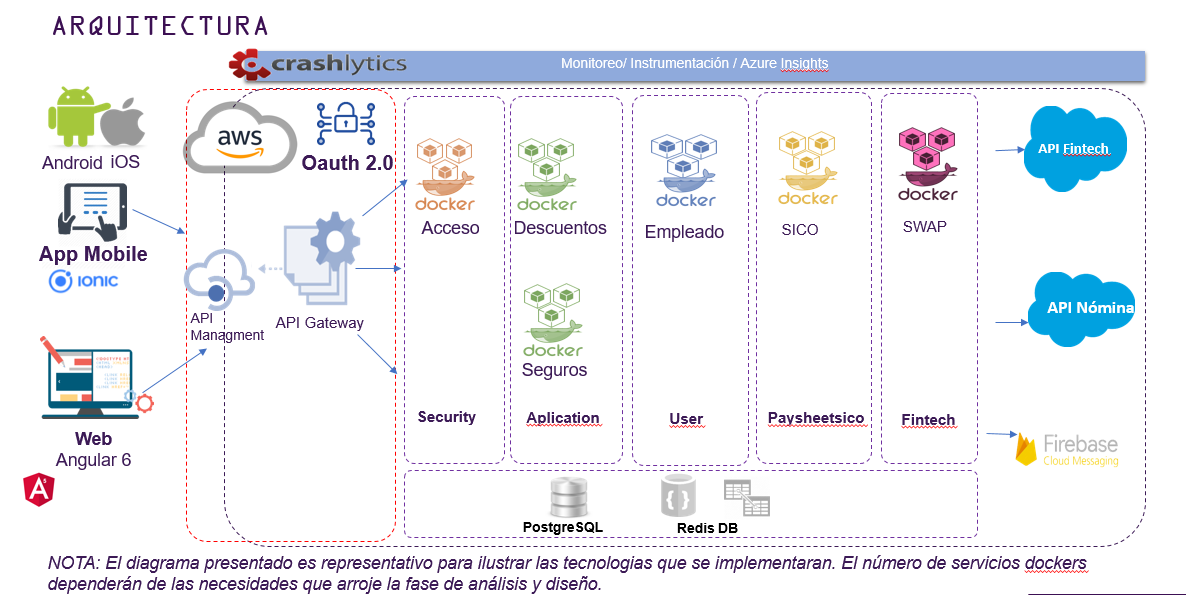 ARQUITECTURA
crashlytics
Monitoreo/ Instrumentación / Azure Insights
Android iOS
App Mobile
IONIC
Web
Angular 6
A
5
aws
Oauth 2.0
API
Managment
API Gateway
docker
Acceso
Security
docker
Descuentos
docker
Seguros
Aplication
docker
Empleado
User
docker
SICO
Paysheetsico
docker
SWAP
Fintech
PostgreSQL
{ }
Redis DB
API Fintech
API Nómina
Firebase
Cloud Messaging
NOTA: El diagrama presentado es representativo para ilustrar las tecnologias que se implementaran. El número de servicios dockers
dependerán de las necesidades que arroje la fase de análisis y diseño.